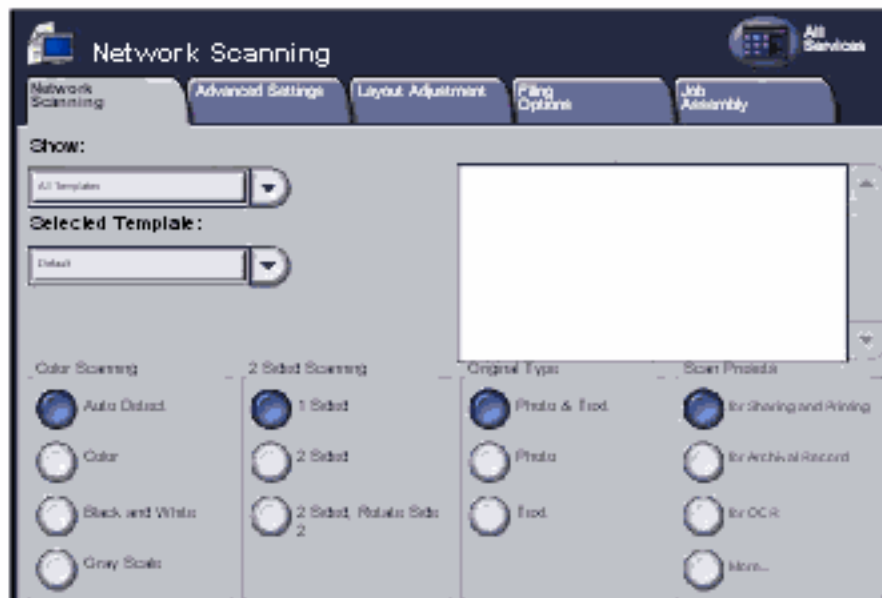 Network Scanning
All
Services
Network
Scanning
Advanced Settings
Layout Adjustment
Filing
Options
Job
Assembly
Show:
All Templates
Selected Template:
Default
Color Scanning
2 Sided Scanning
Original Type
Scan Presets
Auto Detect
1 Sided
Photo & Text
for Sharing and Printing
Color
2 Sided
Photo
for Archival Record
Black and White
2 Sided, Rotate Side
2
Text
for OCR
Gray Scale
More...